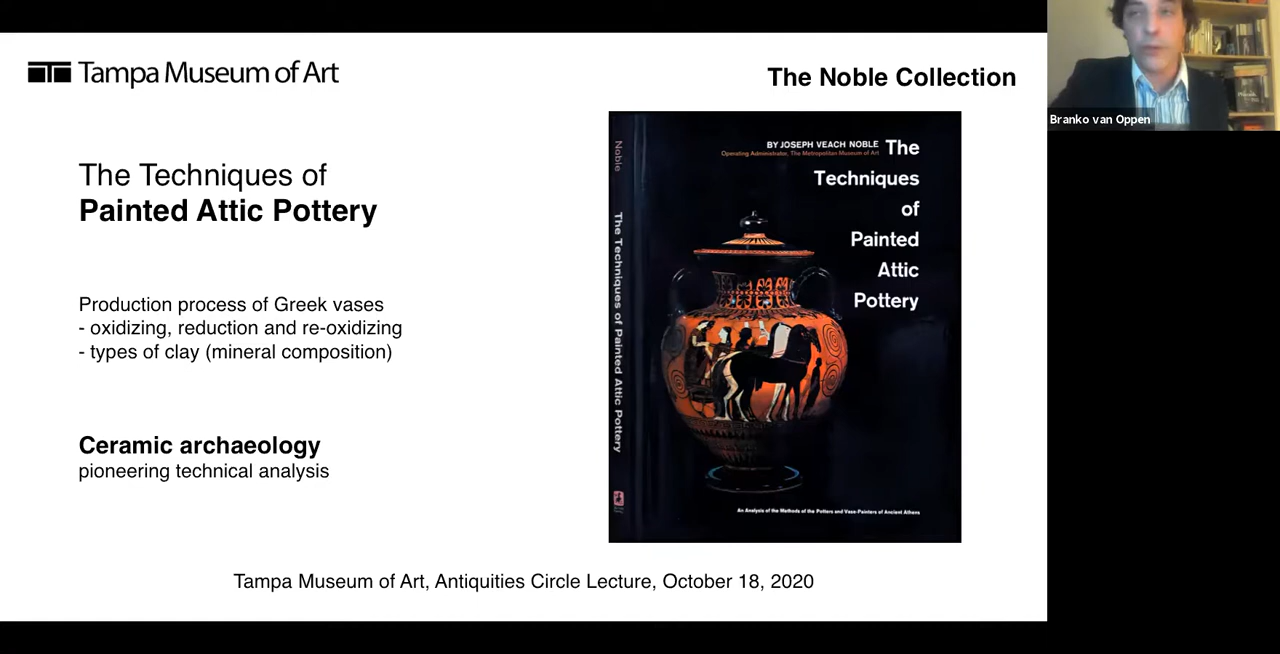 Tampa Museum of Art
The Noble Collection
The Techniques of
Painted Attic Pottery
Production process of Greek vases
- oxidizing, reduction and re-oxidizing
- types of clay (mineral composition)
Ceramic archaeology
pioneering technical analysis
Noble
The Techniques of Painted Attic Pottery
BY JOSEPH VEACH NOBLE
Operating Administrator, The Metropolitan Museum of Art
The
Techniques
of
Painted
Attic
Pottery
An Analysis of the Methods of the Potters and Vase-Painters of Ancient Athens
Tampa Museum of Art, Antiquities Circle Lecture, October 18, 2020
Branko van Oppen